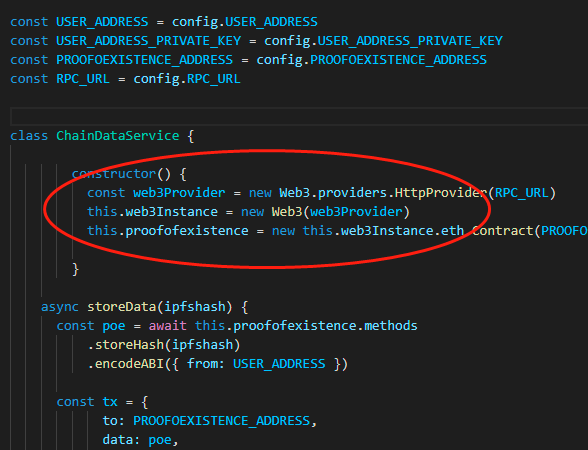 const USER_ADDRESS = config.USER_ADDRESS
const USER_ADDRESS_PRIVATE_KEY = config.USER_ADDRESS_PRIVATE_KEY
const PROOFOEXISTENCE_ADDRESS = config.PROOFOEXISTENCE_ADDRESS
const RPC_URL = config.RPC_URL
class ChainDataService {
constructor() {
const web3Provider = new Web3.providers.HttpProvider(RPC_URL)
this.web3Instance = new Web3(web3Provider)
this.proofofexistence = new this.web3Instance.eth.Contract(PROOFO
}
async storeData(ipfshash) {
const poe = await this.proofofexistence.methods
.storeHash(ipfshash)
.encodeABI({ from: USER_ADDRESS })
const tx = {
to: PROOFOEXISTENCE_ADDRESS,
data: poe,